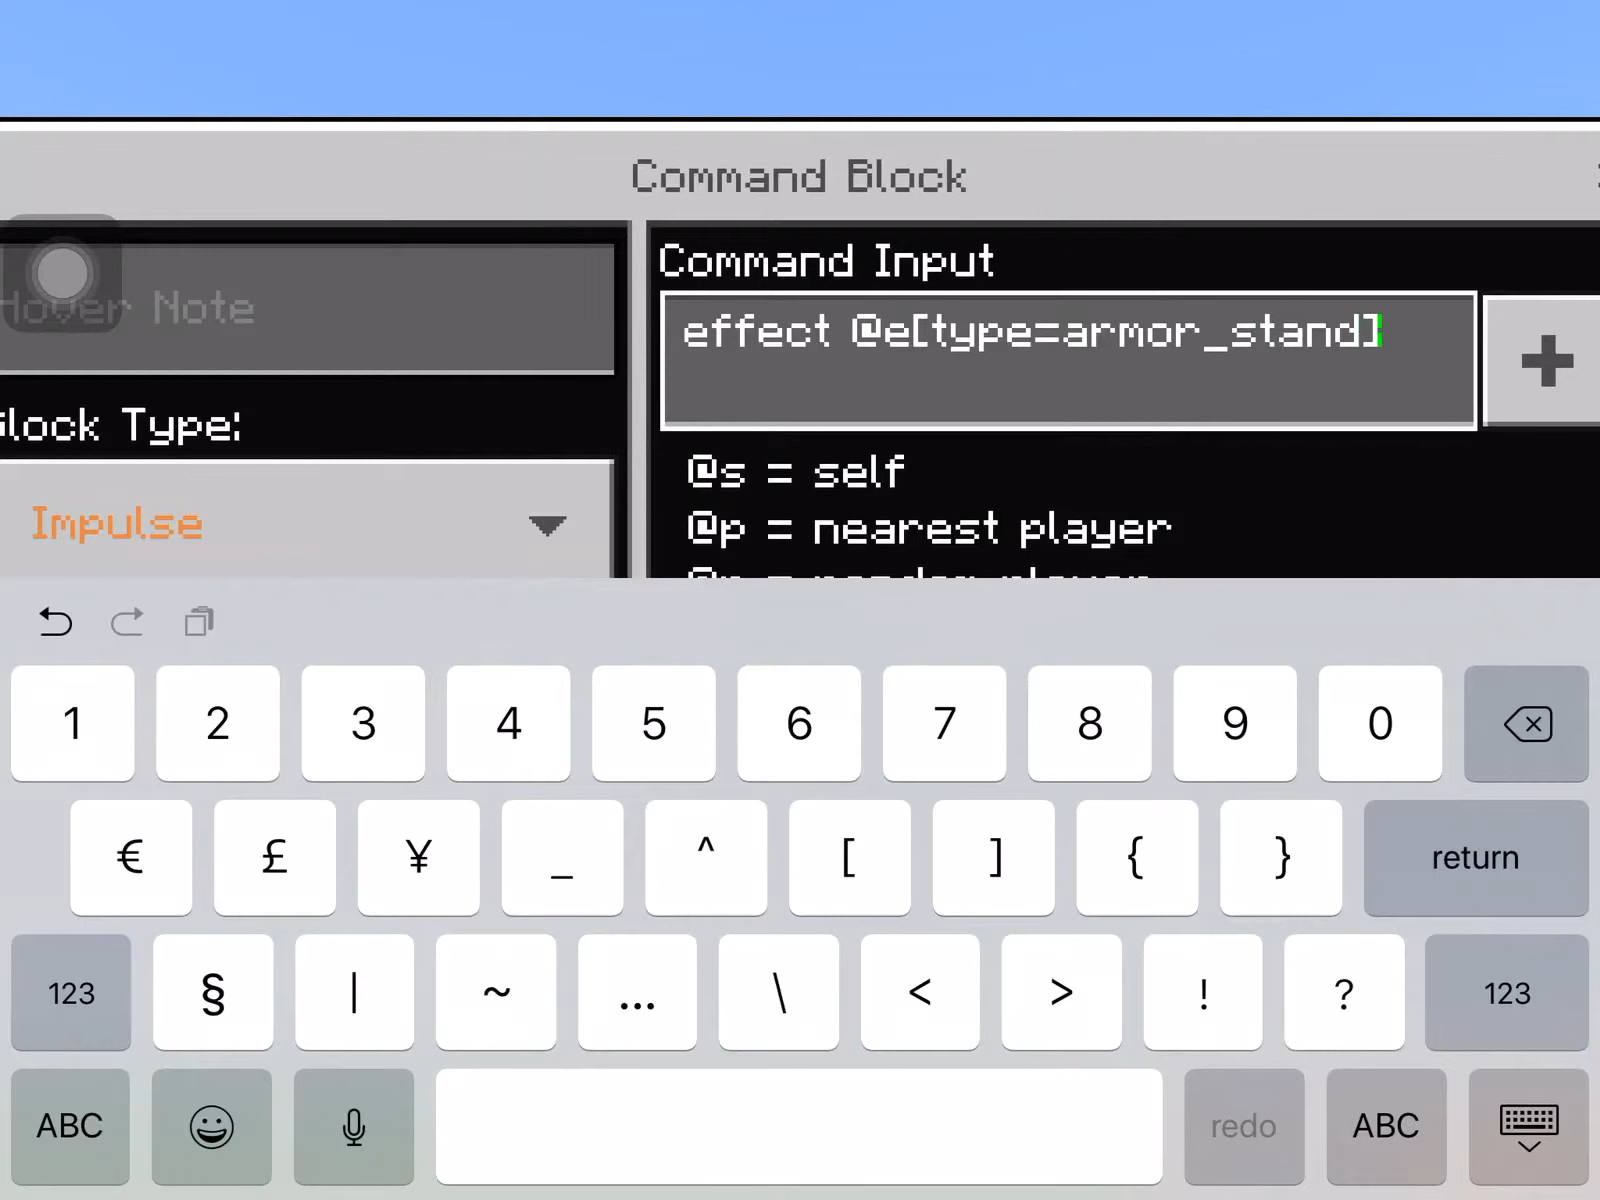 Command Block
Hover Note
Block Type:
Impulse
Command Input
effect @e[type=armor_stand]
@s = self
@p = nearest player
1 2 3 4 5 6 7 8 9 0
€ £ ¥ _ ^ [ ] { } return
123 § | ~ ... \ < > ! ? 123
ABC redo ABC